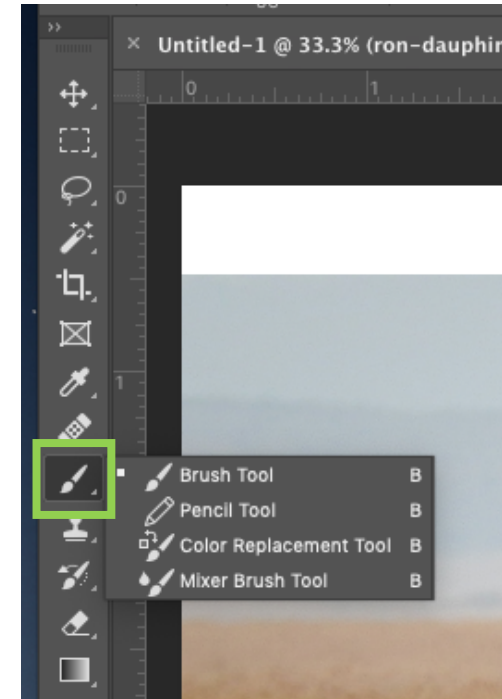 Untitled-1 @ 33.3% (ron-dauphin
0 1
0
1
Brush Tool B
Pencil Tool B
Color Replacement Tool B
Mixer Brush Tool B